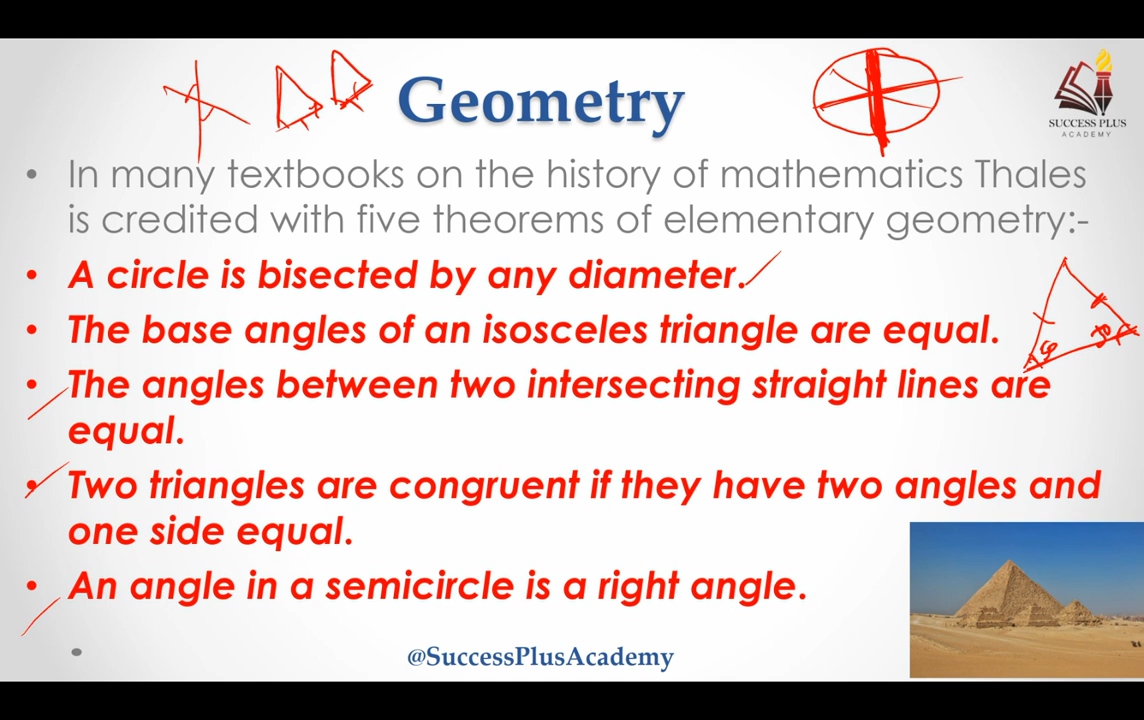 Geometry
SUCCESS PLUS
ACADEMY
• In many textbooks on the history of mathematics Thales
is credited with five theorems of elementary geometry:-
• A circle is bisected by any diameter.
• The base angles of an isosceles triangle are equal.
• The angles between two intersecting straight lines are
equal.
• Two triangles are congruent if they have two angles and
one side equal.
• An angle in a semicircle is a right angle.
•
@SuccessPlusAcademy